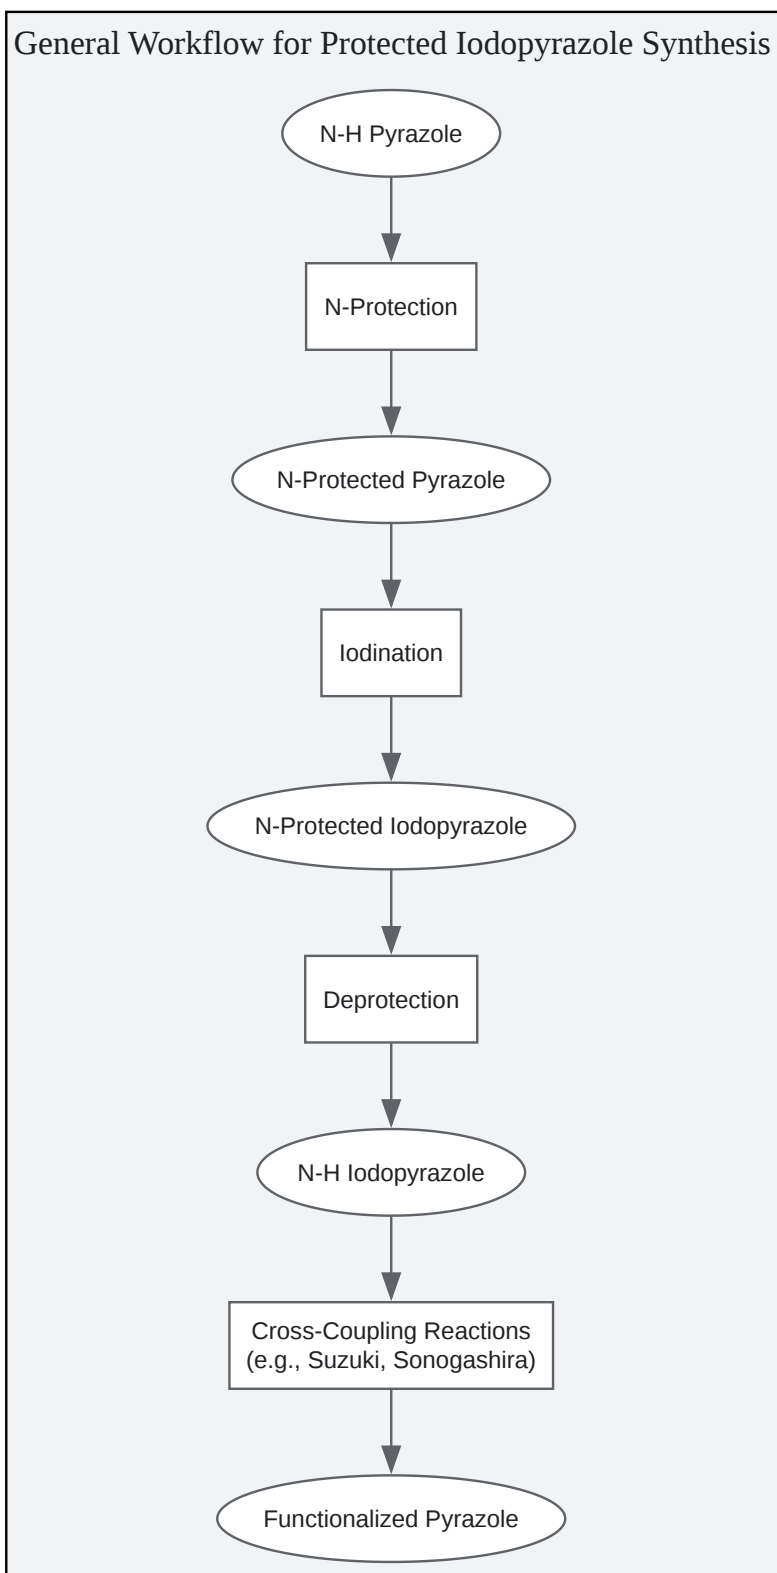 General Workflow for Protected Iodopyrazole Synthesis
N-H Pyrazole
N-Protection
N-Protected Pyrazole
Iodination
N-Protected Iodopyrazole
Deprotection
N-H Iodopyrazole
Cross-Coupling Reactions
(e.g., Suzuki, Sonogashira)
Functionalized Pyrazole